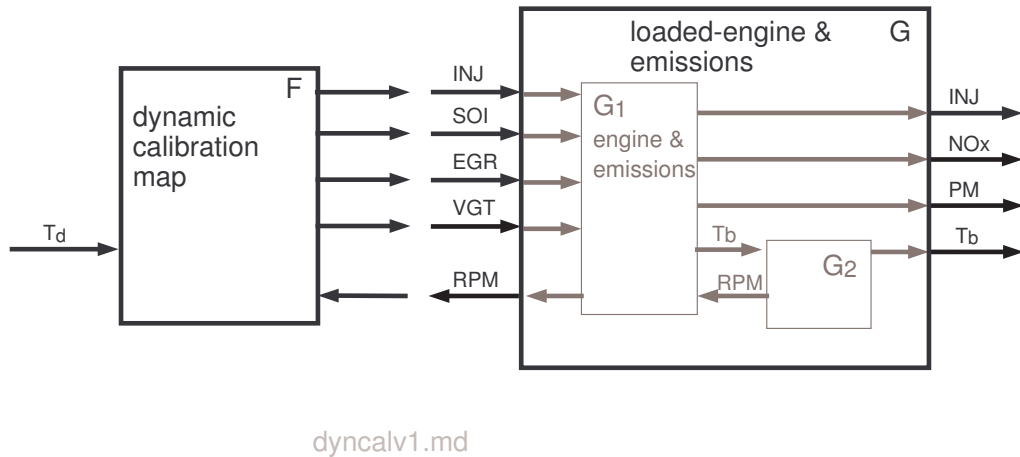 loaded-engine & G
emissions
F
dynamic
calibration
map
INJ
SOI
EGR
VGT
RPM
Td
G1
engine &
emissions
Tb
RPM
G2
INJ
NOx
PM
Tb
dyncalv1.md